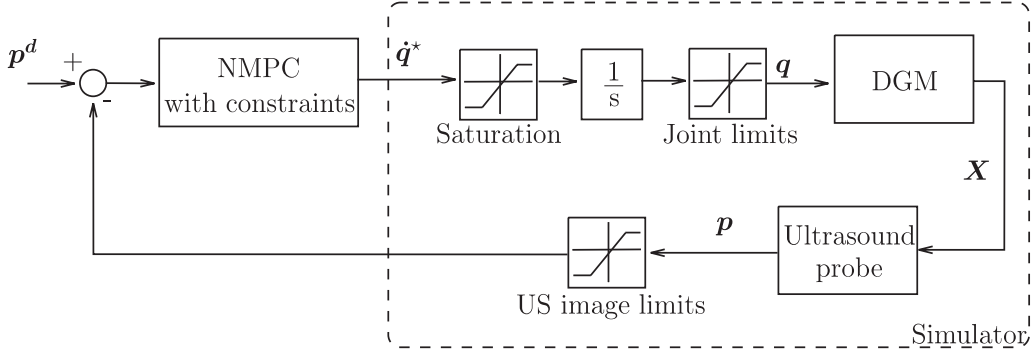 p^d
+
-
NMPC
with constraints
q̇⋆
Saturation
1
s
Joint limits
q
DGM
X
Ultrasound
probe
p
US image limits
Simulator